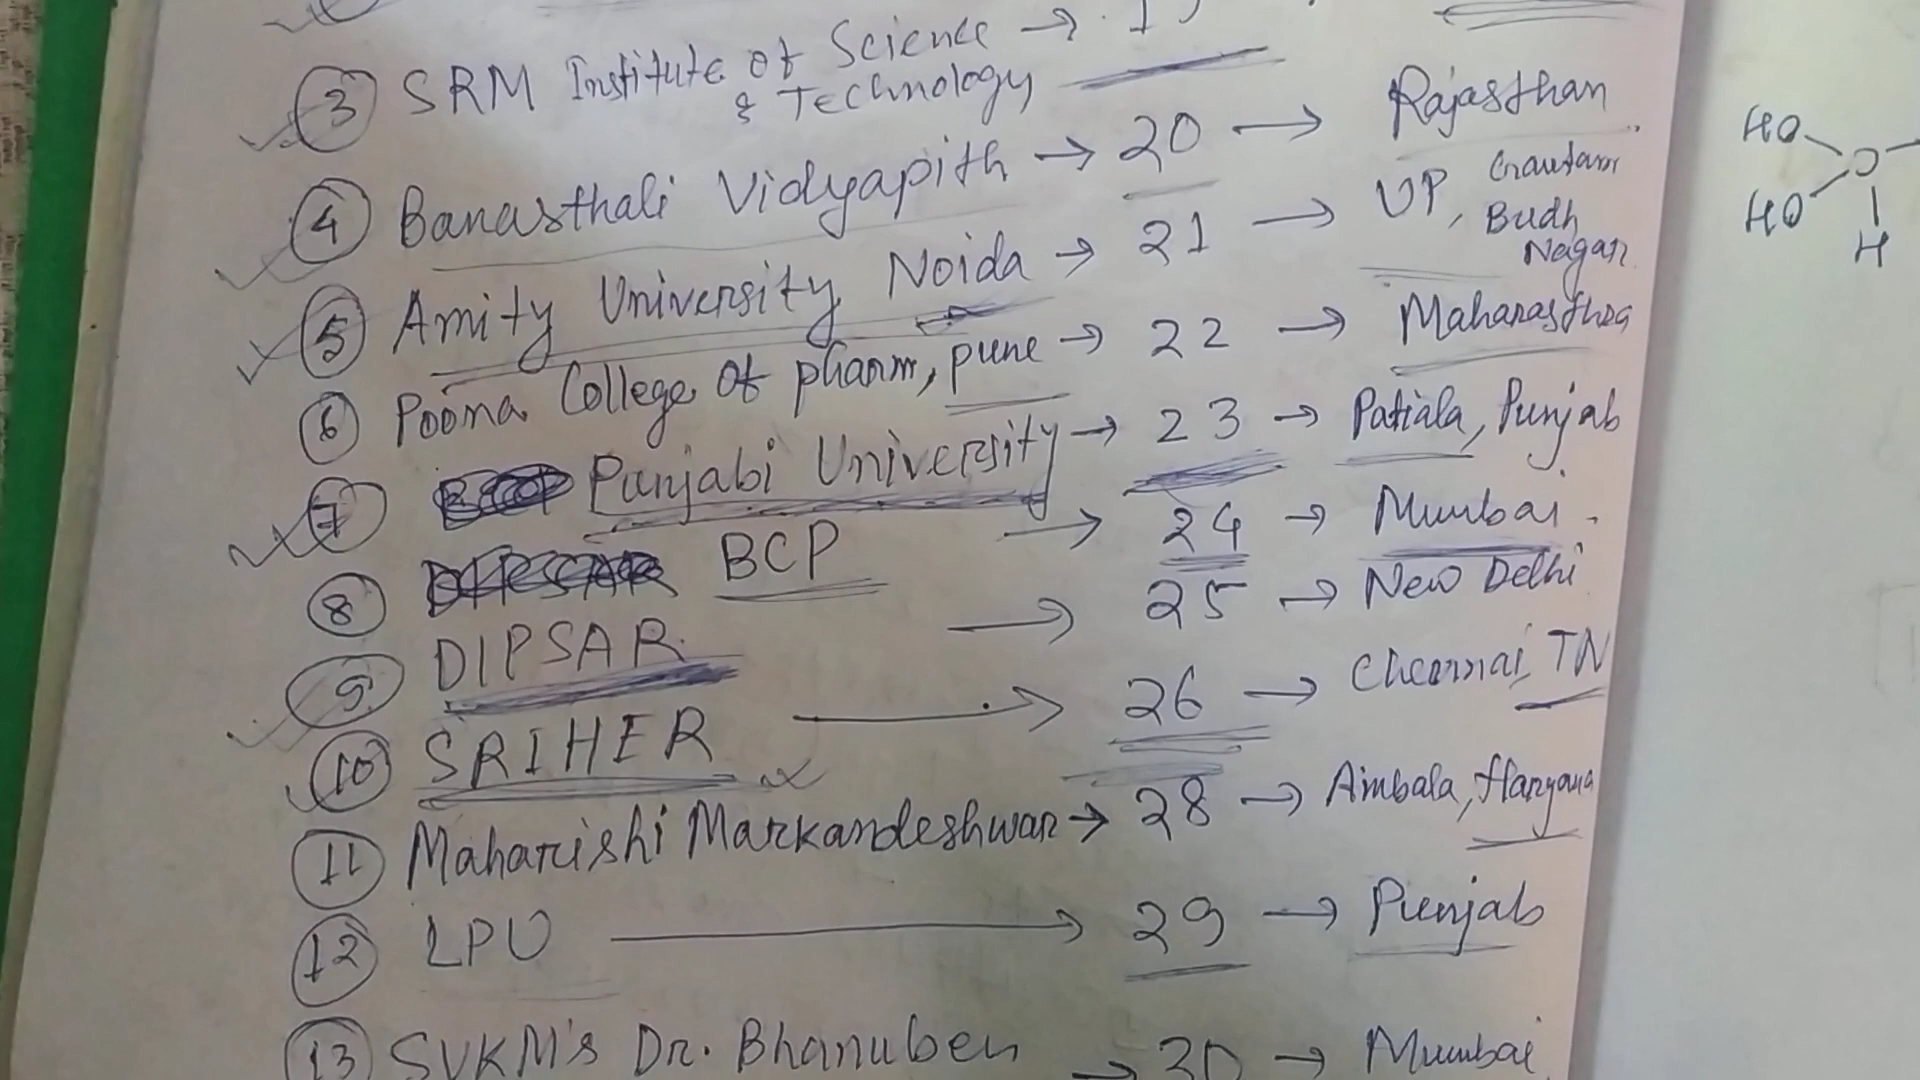 ③ SRM Institute of Science →
& Technology
④ Banasthali Vidyapith → 20 → Rajasthan
⑤ Amity University Noida → 21 → UP, Gautam
Budh
Nagar
⑥ Poona College of pharm, pune → 22 → Maharasthra
⑦ Punjabi University → 23 → Patiala, Punjab
⑧ BCP → 24 → Mumbai
⑨ DIPSAR → 25 → New Delhi
⑩ SRIHER → 26 → Chennai, TN
⑪ Maharishi Markandeshwar → 28 → Ambala, Haryana
⑫ LPU → 29 → Punjab
⑬ SVKM's Dr. Bhanuben → 30 → Mumbai
HO
HO
H